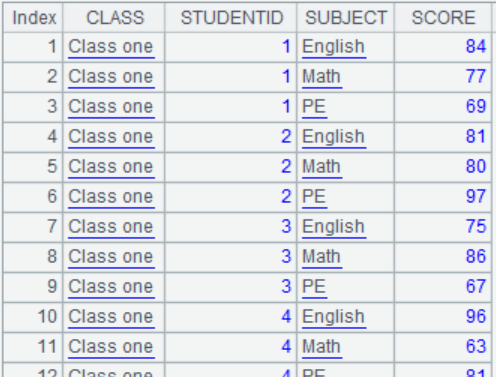 Index CLASS STUDENTID SUBJECT SCORE
1 Class one 1 English 84
2 Class one 1 Math 77
3 Class one 1 PE 69
4 Class one 2 English 81
5 Class one 2 Math 80
6 Class one 2 PE 97
7 Class one 3 English 75
8 Class one 3 Math 86
9 Class one 3 PE 67
10 Class one 4 English 96
11 Class one 4 Math 63
12 Class one 4 PE 81